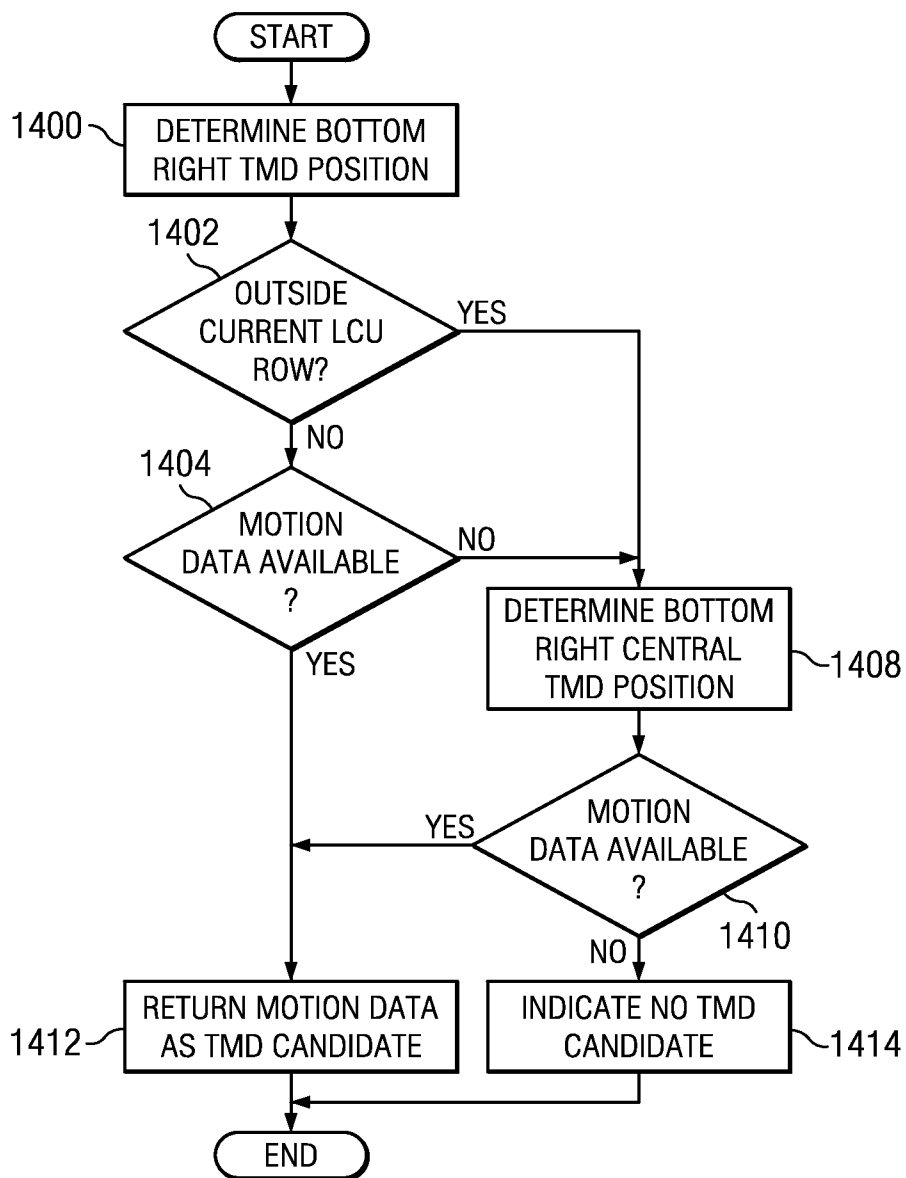 START
1400
DETERMINE BOTTOM
RIGHT TMD POSITION
1402
OUTSIDE
CURRENT LCU
ROW?
YES
NO
1404
MOTION
DATA AVAILABLE
?
NO
YES
DETERMINE BOTTOM
RIGHT CENTRAL
TMD POSITION
1408
MOTION
DATA AVAILABLE
?
YES
1410
NO
1412
RETURN MOTION DATA
AS TMD CANDIDATE
INDICATE NO TMD
CANDIDATE
1414
END